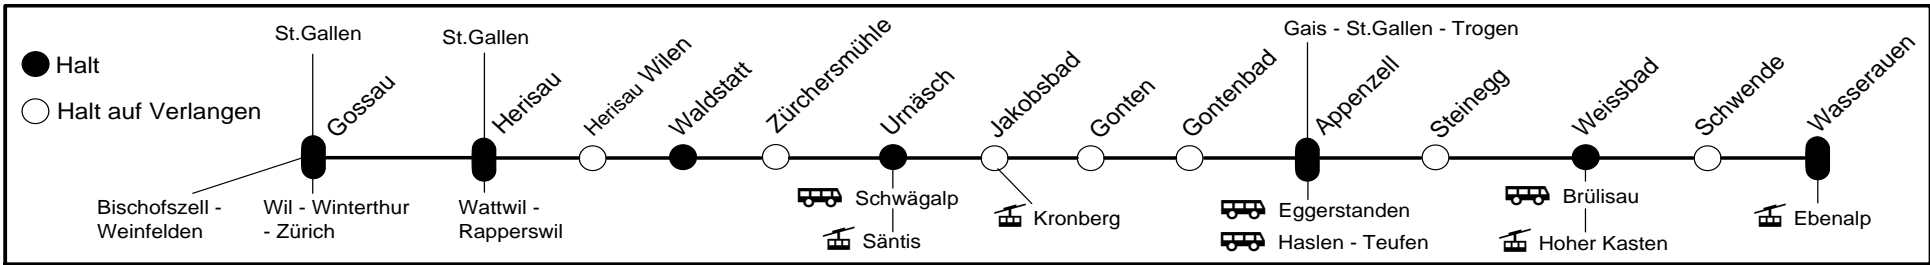 St.Gallen
St.Gallen
Gais - St.Gallen - Trogen
Halt
Halt auf Verlangen
Gossau
Herisau
Herisau Wilen
Waldstatt
Zürchersmühle
Urnäsch
Jakobsbad
Gonten
Gontenbad
Appenzell
Steinegg
Weissbad
Schwende
Wasserauen
Bischofszell -
Weinfelden
Wil - Winterthur
- Zürich
Wattwil -
Rapperswil
Schwägalp
Säntis
Kronberg
Eggerstanden
Haslen - Teufen
Brülisau
Hoher Kasten
Ebenalp